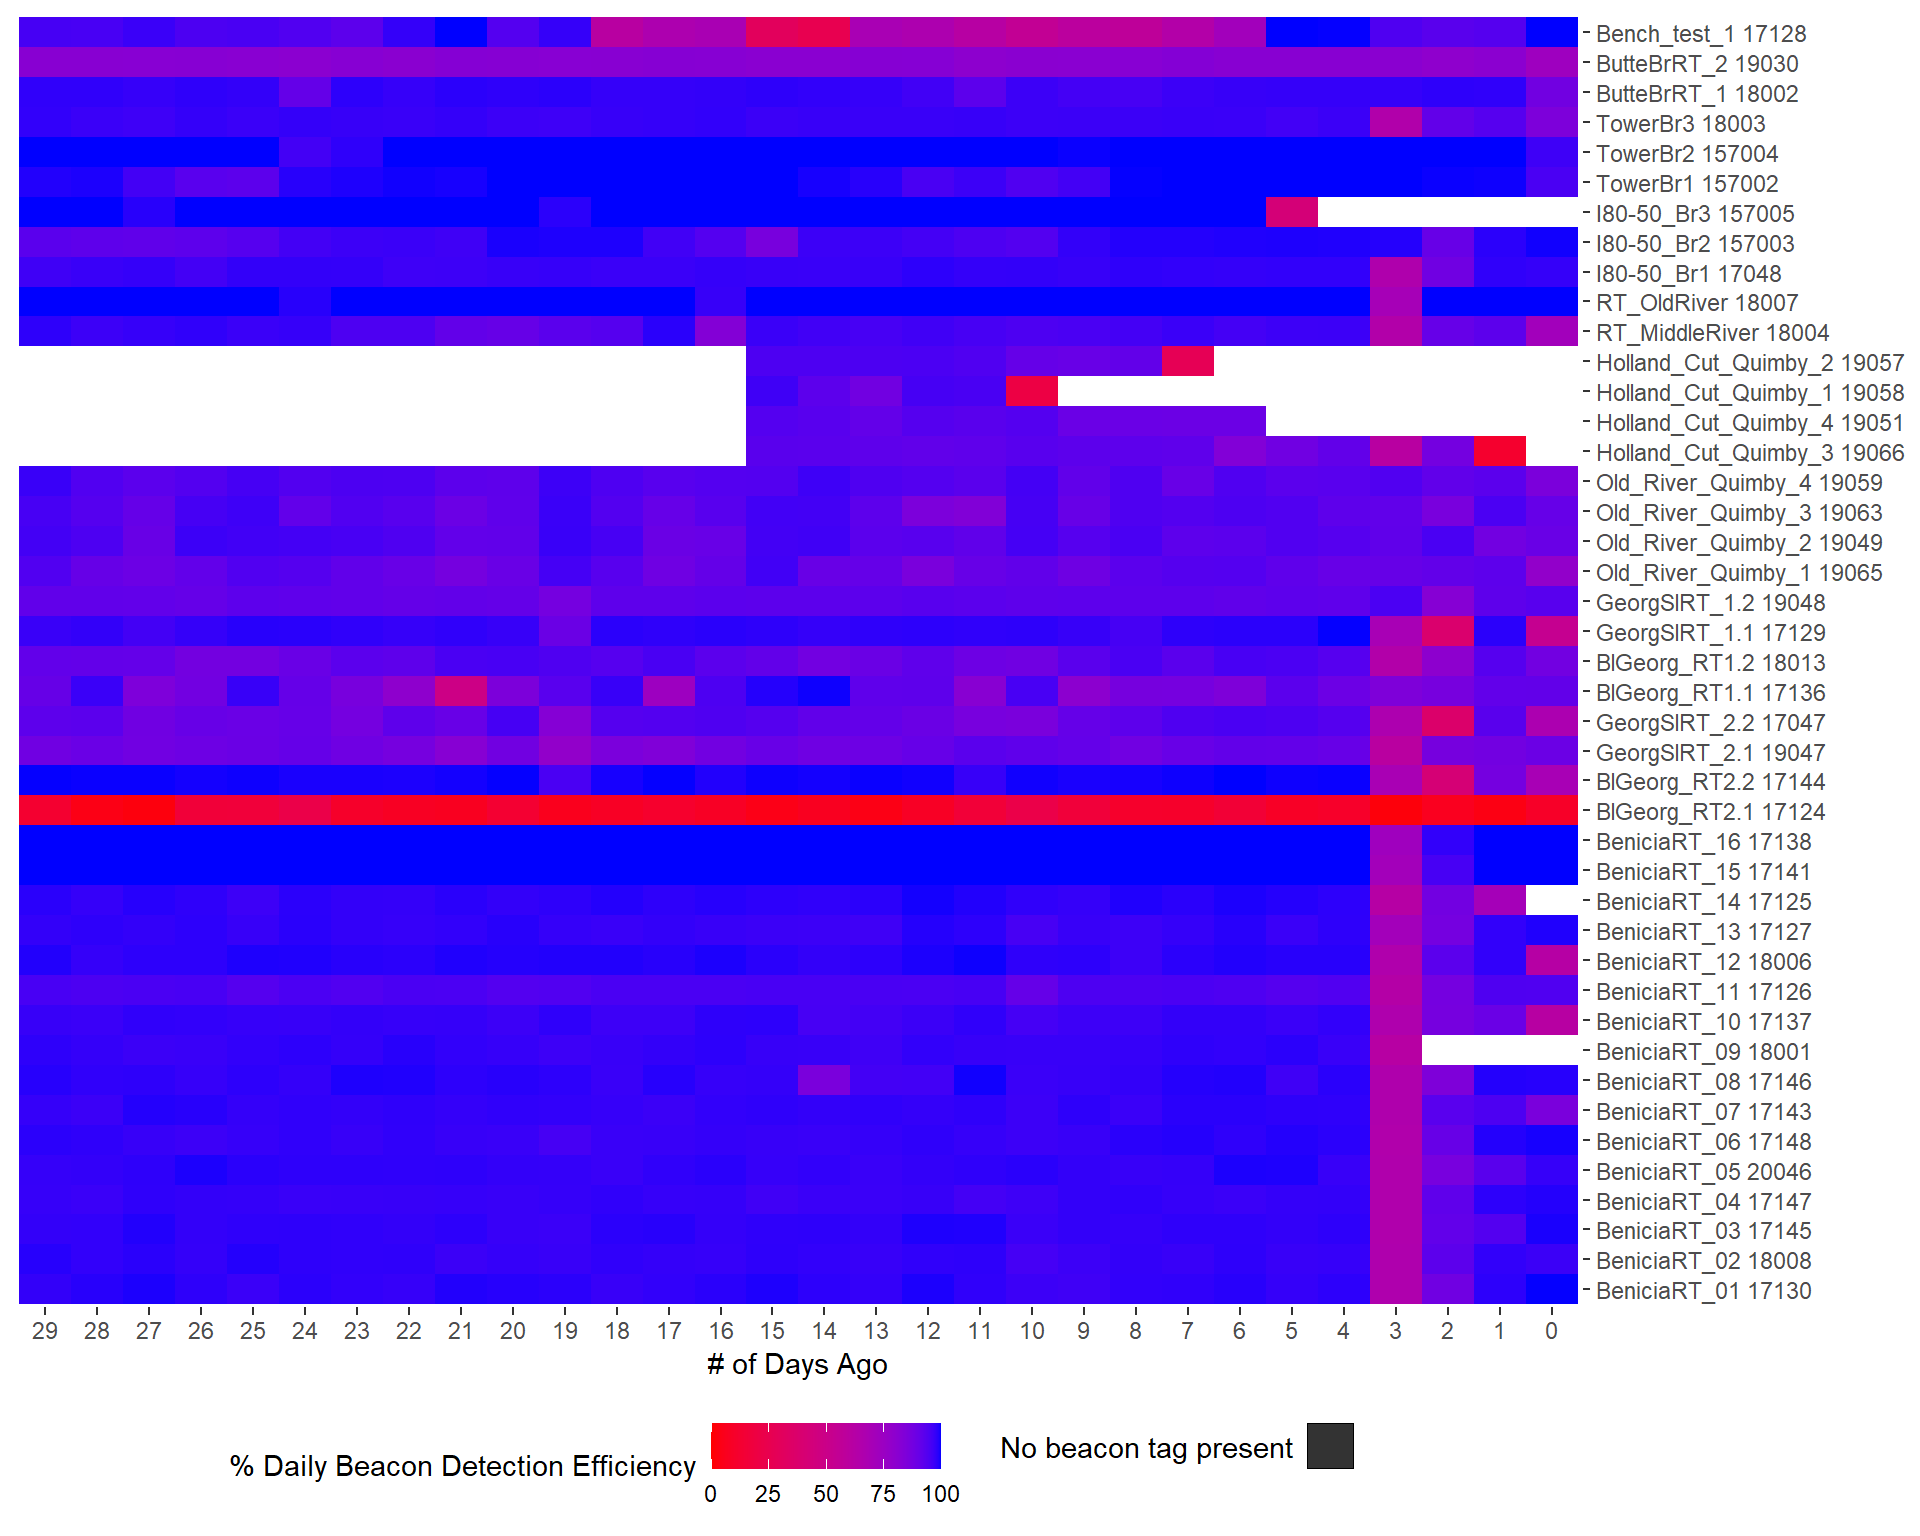 Bench_test_1 17128
ButteBrRT_2 19030
ButteBrRT_1 18002
TowerBr3 18003
TowerBr2 157004
TowerBr1 157002
I80-50_Br3 157005
I80-50_Br2 157003
I80-50_Br1 17048
RT_OldRiver 18007
RT_MiddleRiver 18004
Holland_Cut_Quimby_2 19057
Holland_Cut_Quimby_1 19058
Holland_Cut_Quimby_4 19051
Holland_Cut_Quimby_3 19066
Old_River_Quimby_4 19059
Old_River_Quimby_3 19063
Old_River_Quimby_2 19049
Old_River_Quimby_1 19065
GeorgSlRT_1.2 19048
GeorgSlRT_1.1 17129
BlGeorg_RT1.2 18013
BlGeorg_RT1.1 17136
GeorgSlRT_2.2 17047
GeorgSlRT_2.1 19047
BlGeorg_RT2.2 17144
BlGeorg_RT2.1 17124
BeniciaRT_16 17138
BeniciaRT_15 17141
BeniciaRT_14 17125
BeniciaRT_13 17127
BeniciaRT_12 18006
BeniciaRT_11 17126
BeniciaRT_10 17137
BeniciaRT_09 18001
BeniciaRT_08 17146
BeniciaRT_07 17143
BeniciaRT_06 17148
BeniciaRT_05 20046
BeniciaRT_04 17147
BeniciaRT_03 17145
BeniciaRT_02 18008
BeniciaRT_01 17130
29 28 27 26 25 24 23 22 21 20 19 18 17 16 15 14 13 12 11 10 9 8 7 6 5 4 3 2 1 0
# of Days Ago
% Daily Beacon Detection Efficiency
0 25 50 75 100
No beacon tag present